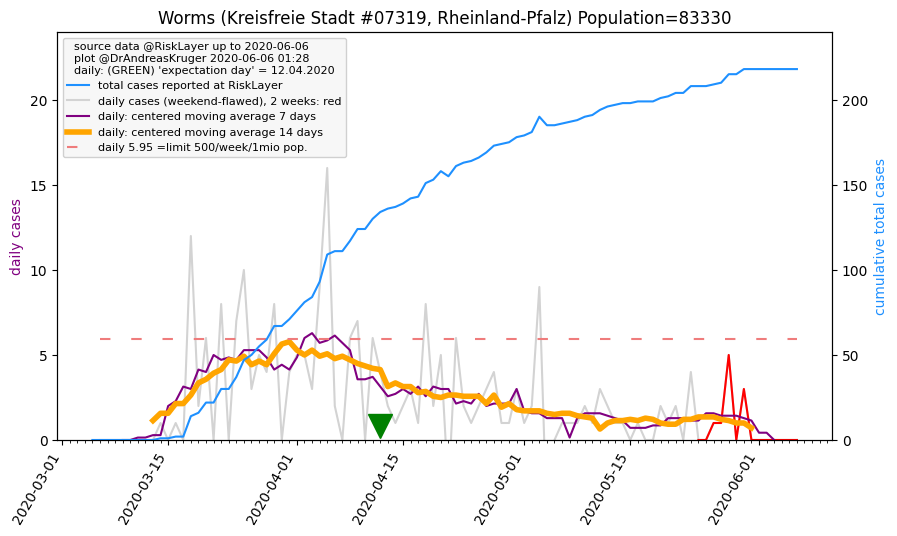 Worms (Kreisfreie Stadt #07319, Rheinland-Pfalz) Population=83330
source data @RiskLayer up to 2020-06-06
plot @DrAndreasKruger 2020-06-06 01:28
daily: (GREEN) 'expectation day' = 12.04.2020
total cases reported at RiskLayer
daily cases (weekend-flawed), 2 weeks: red
daily: centered moving average 7 days
daily: centered moving average 14 days
daily 5.95 =limit 500/week/1mio pop.
daily cases
20
15
10
5
0
cumulative total cases
200
150
100
50
0
2020-03-01
2020-03-15
2020-04-01
2020-04-15
2020-05-01
2020-05-15
2020-06-01